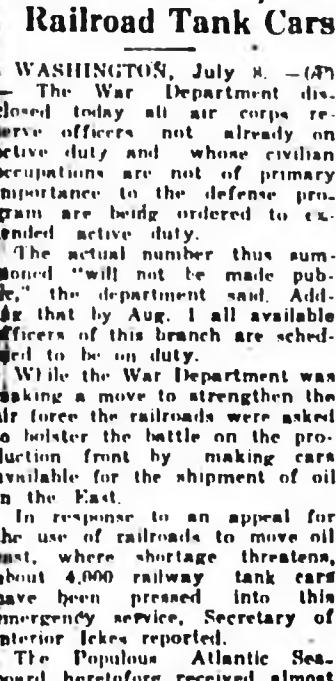 Railroad Tank Cars
WASHINGTON, July 8. —(AP)
— The War Department dis-
closed today all air corps re-
serve officers not already on
active duty and whose civilian
occupations are not of primary
importance to the defense pro-
gram are beidg ordered to ex-
tended active duty.
The actual number thus sum-
moned "will not be made pub-
lic," the department said. Add-
ing that by Aug. 1 all available
officers of this branch are sched-
uled to be on duty.
While the War Department was
making a move to strengthen the
air force the railroads were asked
to bolster the battle on the pro-
duction front by making cars
available for the shipment of oil
in the East.
In response to an appeal for
the use of railroads to move oil
east, where shortage threatens,
about 4,000 railway tank cars
have been pressed into this
emergency service, Secretary of
Interior Ickes reported.
The Populous Atlantic Sea-
board heretofore received almost